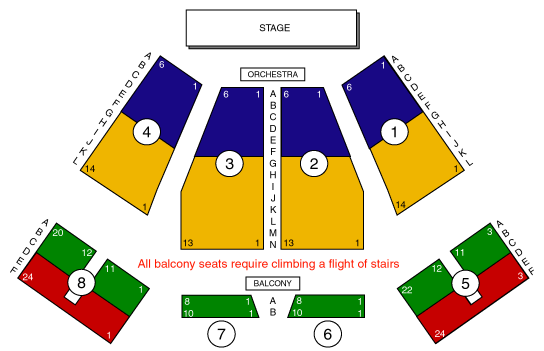 STAGE
ORCHESTRA
A
B
C
D
E
F
G
H
I
J
K
L
6
1
4
14
1
6
1
3
13
1
A
B
C
D
E
F
G
H
I
J
K
L
M
N
6
1
2
13
1
1
6
1
1
14
A
B
C
D
E
F
G
H
I
J
K
L
All balcony seats require climbing a flight of stairs
BALCONY
A
B
C
D
E
F
20
12
11
1
8
24
1
8 1
10 1
7
A
B
8 1
10 1
6
3
11
12
22
5
3
24
A
B
C
D
E
F